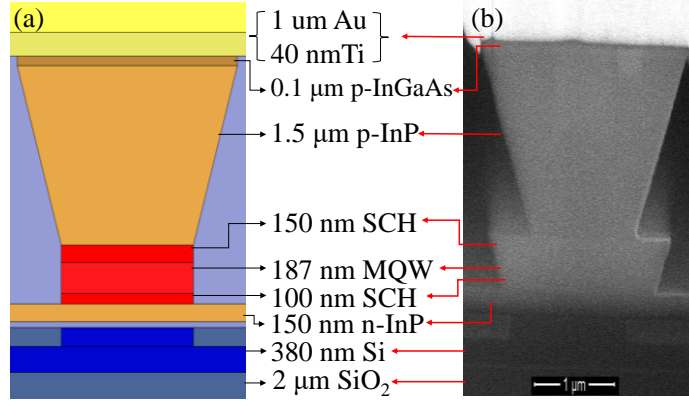 (a)
1 um Au
40 nmTi
0.1 μm p-InGaAs
1.5 μm p-InP
150 nm SCH
187 nm MQW
100 nm SCH
150 nm n-InP
380 nm Si
2 μm SiO₂
(b)
1 μm